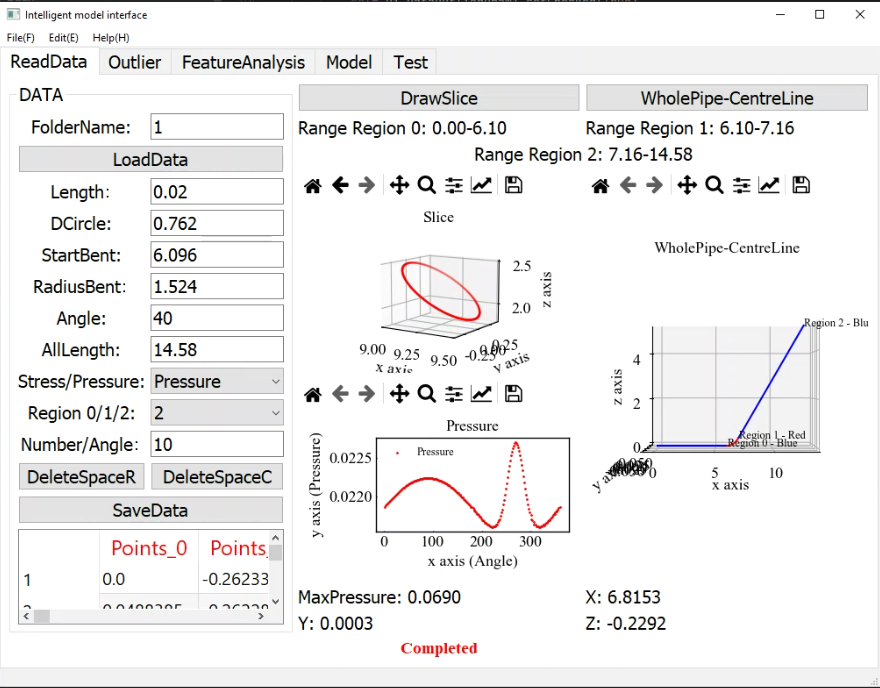 Intelligent model interface
File(F) Edit(E) Help(H)
ReadData Outlier FeatureAnalysis Model Test
DATA
FolderName: 1
LoadData
Length: 0.02
DCircle: 0.762
StartBent: 6.096
RadiusBent: 1.524
Angle: 40
AllLength: 14.58
Stress/Pressure: Pressure
Region 0/1/2: 2
Number/Angle: 10
DeleteSpaceR DeleteSpaceC
SaveData
Points_0 Points_
1 0.0 -0.26233
DrawSlice WholePipe-CentreLine
Range Region 0: 0.00-6.10 Range Region 1: 6.10-7.16
Range Region 2: 7.16-14.58
Slice
2.5
2.0
z axis
9.00 9.25 9.50 -0.25 0.00 0.25
x axis y axis
WholePipe-CentreLine
Region 2 - Blu
Region 1 - Red
Region 0 - Blue
z axis
4
2
0
0 5 10
y axis x axis
Pressure
Pressure
y axis (Pressure)
0.0225
0.0220
0 100 200 300
x axis (Angle)
MaxPressure: 0.0690 X: 6.8153
Y: 0.0003 Z: -0.2292
Completed